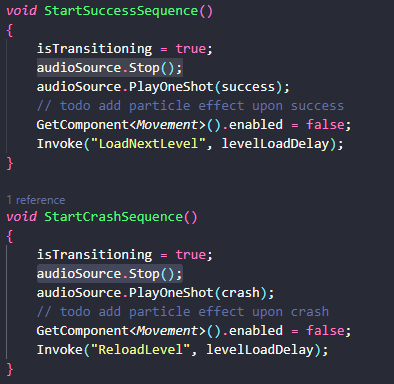 void StartSuccessSequence()
{
isTransitioning = true;
audioSource.Stop();
audioSource.PlayOneShot(success);
// todo add particle effect upon success
GetComponent<Movement>().enabled = false;
Invoke("LoadNextLevel", levelLoadDelay);
}
1 reference
void StartCrashSequence()
{
isTransitioning = true;
audioSource.Stop();
audioSource.PlayOneShot(crash);
// todo add particle effect upon crash
GetComponent<Movement>().enabled = false;
Invoke("ReloadLevel", levelLoadDelay);
}